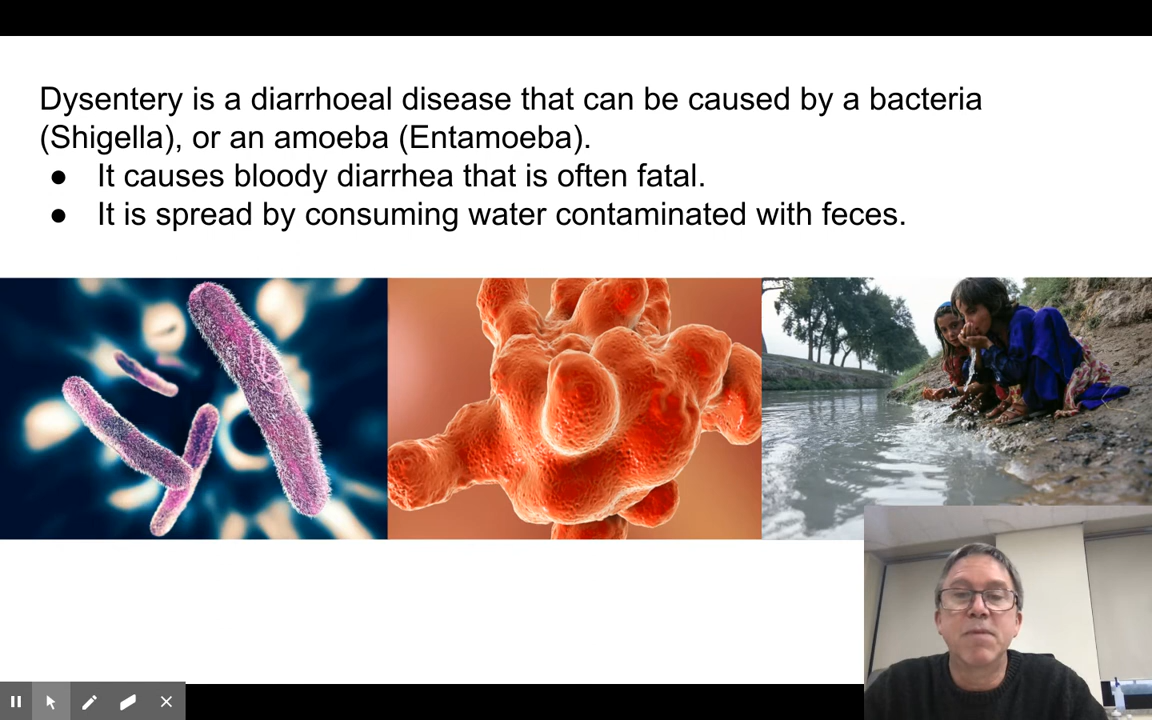 Dysentery is a diarrhoeal disease that can be caused by a bacteria
(Shigella), or an amoeba (Entamoeba).
● It causes bloody diarrhea that is often fatal.
● It is spread by consuming water contaminated with feces.